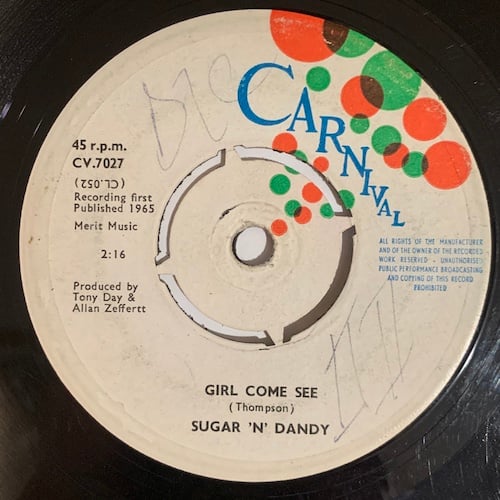 CARNIVAL
45 r.p.m.
CV.7027
(CL.052)
Recording first
Published 1965
Merit Music
2:16
Produced by
Tony Day &
Allan Zeffertt
ALL RIGHTS OF THE MANUFACTURER
AND OF THE OWNER OF THE RECORDED
WORK RESERVED - UNAUTHORISED
PUBLIC PERFORMANCE BROADCASTING
AND COPYING OF THIS RECORD
PROHIBITED
GIRL COME SEE
(Thompson)
SUGAR 'N' DANDY